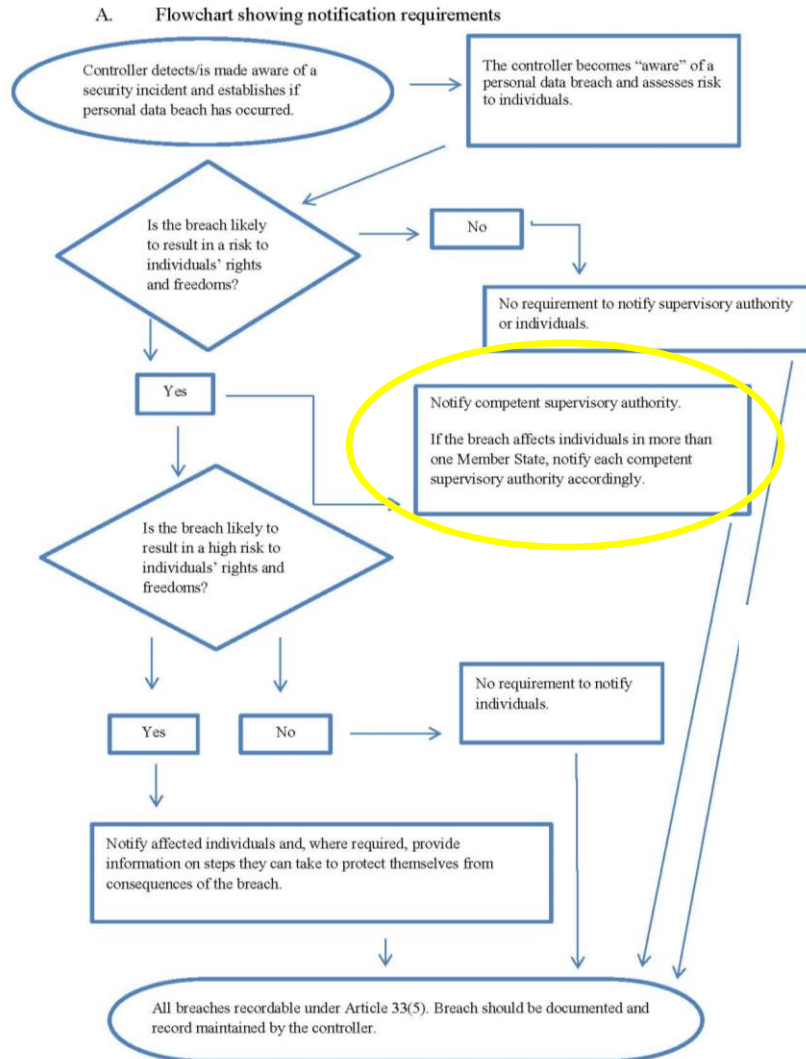 A. Flowchart showing notification requirements
Controller detects/is made aware of a
security incident and establishes if
personal data beach has occurred.
The controller becomes “aware” of a
personal data breach and assesses risk
to individuals.
Is the breach likely
to result in a risk to
individuals’ rights
and freedoms?
No
No requirement to notify supervisory authority
or individuals.
Yes
Notify competent supervisory authority.
If the breach affects individuals in more than
one Member State, notify each competent
supervisory authority accordingly.
Is the breach likely to
result in a high risk to
individuals’ rights and
freedoms?
Yes
No
No requirement to notify
individuals.
Notify affected individuals and, where required, provide
information on steps they can take to protect themselves from
consequences of the breach.
All breaches recordable under Article 33(5). Breach should be documented and
record maintained by the controller.